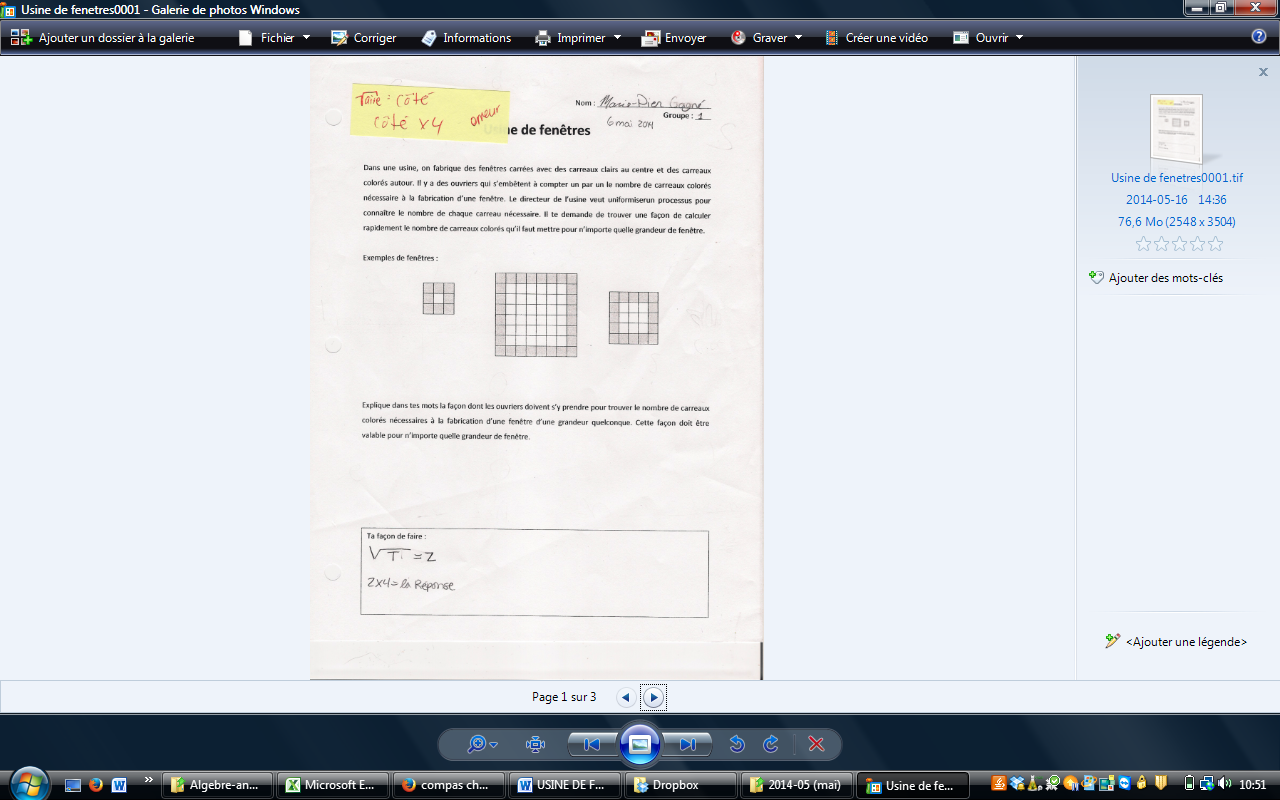 Usine de fenetres0001 - Galerie de photos Windows
Ajouter un dossier à la galerie
Fichier
Corriger
Informations
Imprimer
Envoyer
Graver
Créer une vidéo
Ouvrir
√aire = côté
côté x4
erreur
Nom : Marie-Pier Gagné
6 mai 2014
Groupe : 1
ne de fenêtres
Dans une usine, on fabrique des fenêtres carrées avec des carreaux clairs au centre et des carreaux
colorés autour. Il y a des ouvriers qui s'embêtent à compter un par un le nombre de carreaux colorés
nécessaire à la fabrication d'une fenêtre. Le directeur de l'usine veut uniformiserun processus pour
connaître le nombre de chaque carreau nécessaire. Il te demande de trouver une façon de calculer
rapidement le nombre de carreaux colorés qu'il faut mettre pour n'importe quelle grandeur de fenêtre.
Exemples de fenêtres :
Explique dans tes mots la façon dont les ouvriers doivent s'y prendre pour trouver le nombre de carreaux
colorés nécessaires à la fabrication d'une fenêtre d'une grandeur quelconque. Cette façon doit être
valable pour n'importe quelle grandeur de fenêtre.
Ta façon de faire :
√Ti = Z
Z×4= la Réponse
Usine de fenetres0001.tif
2014-05-16 14:36
76,6 Mo (2548 x 3504)
Ajouter des mots-clés
<Ajouter une légende>
Page 1 sur 3
Algebre-an...
Microsoft E...
compas ch...
USINE DE F...
Dropbox
2014-05 (mai)
Usine de fe...
10:51